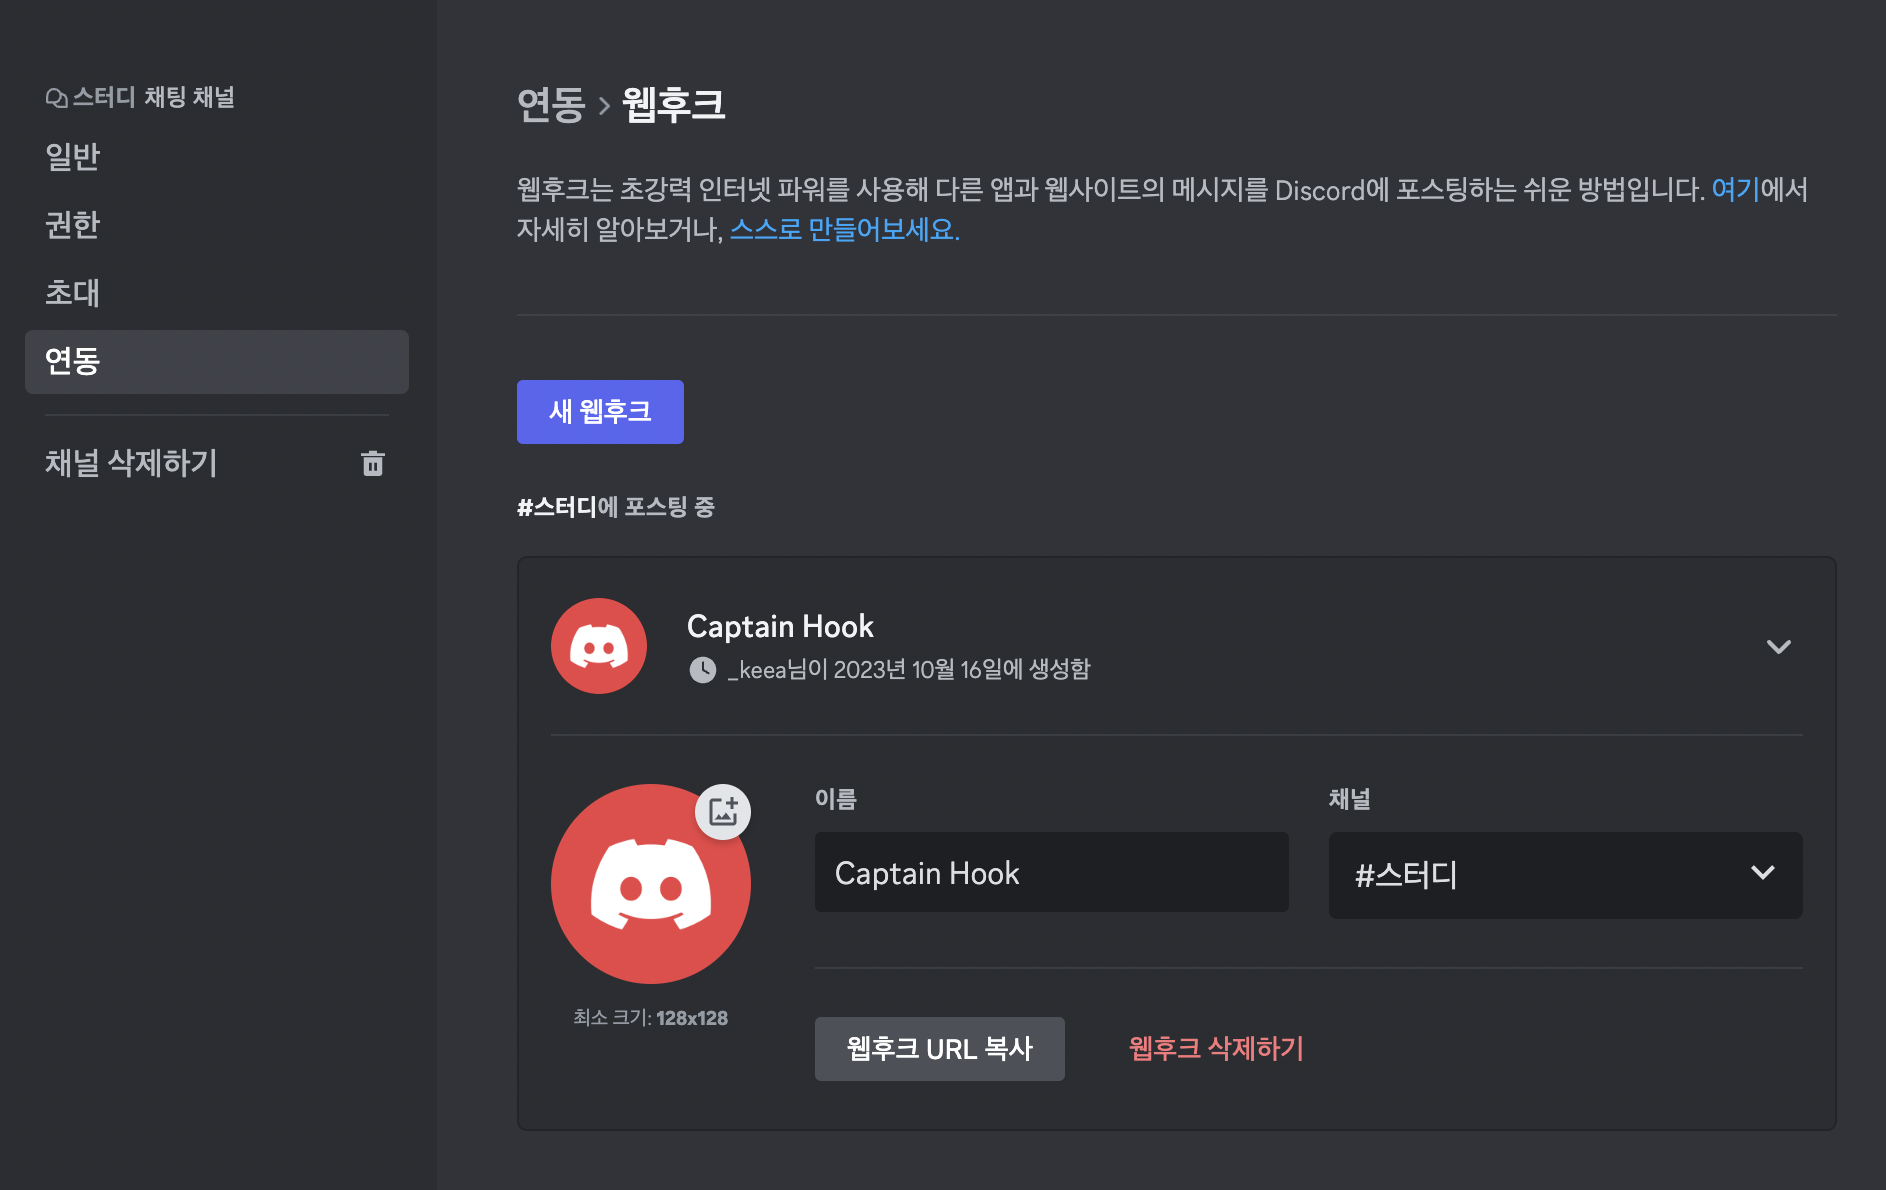 스터디 채팅 채널
일반
권한
초대
연동
채널 삭제하기
연동 > 웹후크
웹후크는 초강력 인터넷 파워를 사용해 다른 앱과 웹사이트의 메시지를 Discord에 포스팅하는 쉬운 방법입니다. 여기에서
자세히 알아보거나, 스스로 만들어보세요.
새 웹후크
#스터디에 포스팅 중
Captain Hook
_keea님이 2023년 10월 16일에 생성함
이름
채널
Captain Hook
#스터디
최소 크기: 128x128
웹후크 URL 복사
웹후크 삭제하기